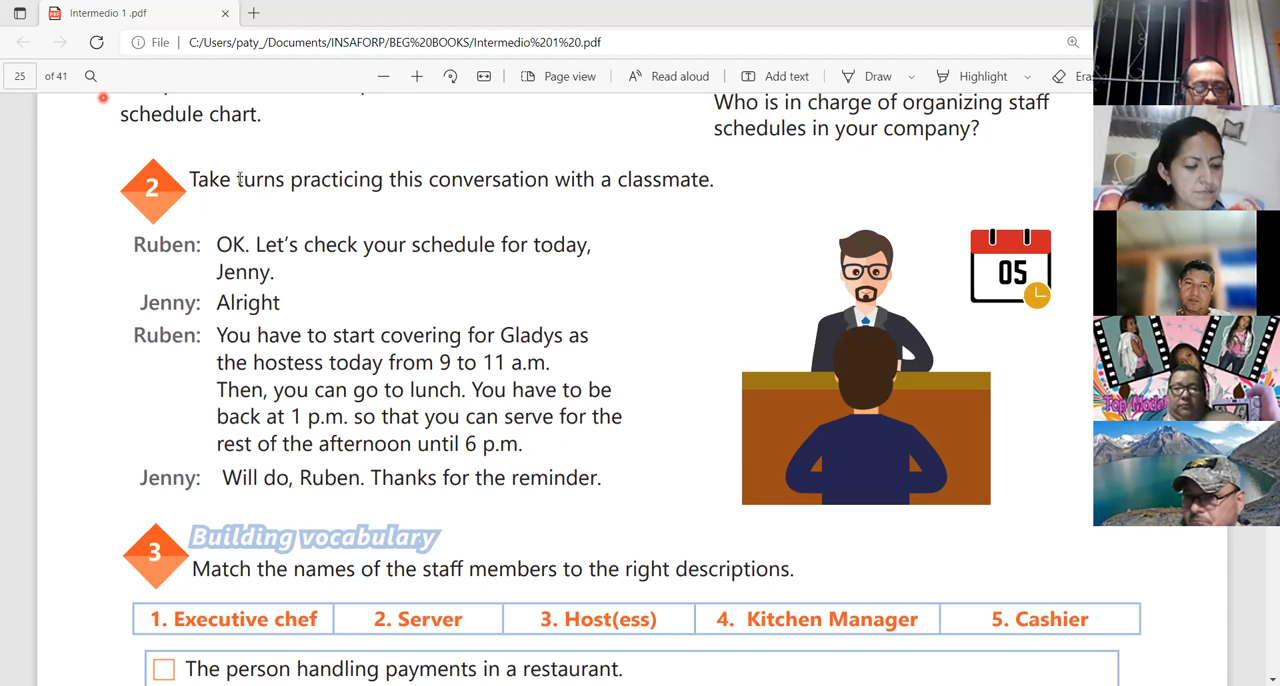 Intermedio 1 .pdf
File
C:/Users/paty_/Documents/INSAFORP/BEG%20BOOKS/Intermedio%201%20.pdf
25 of 41
Page view
Read aloud
Add text
Draw
Highlight
Eras
schedule chart.
Who is in charge of organizing staff
schedules in your company?
2
Take turns practicing this conversation with a classmate.
Ruben: OK. Let's check your schedule for today,
Jenny.
Jenny: Alright
Ruben: You have to start covering for Gladys as
the hostess today from 9 to 11 a.m.
Then, you can go to lunch. You have to be
back at 1 p.m. so that you can serve for the
rest of the afternoon until 6 p.m.
Jenny: Will do, Ruben. Thanks for the reminder.
05
Top Model
3
Building vocabulary
Match the names of the staff members to the right descriptions.
1. Executive chef
2. Server
3. Host(ess)
4. Kitchen Manager
5. Cashier
The person handling payments in a restaurant.